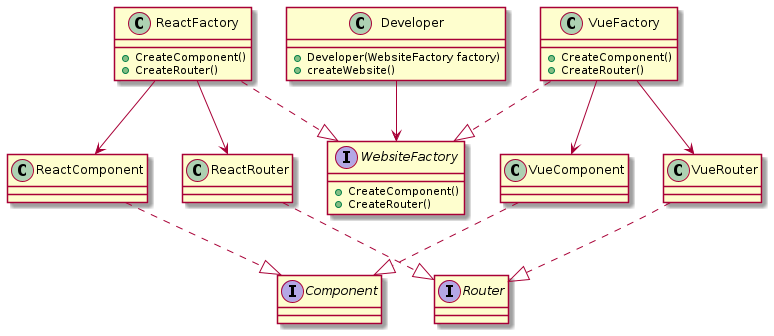 C ReactFactory
CreateComponent()
CreateRouter()
C Developer
Developer(WebsiteFactory factory)
createWebsite()
C VueFactory
CreateComponent()
CreateRouter()
C ReactComponent
C ReactRouter
I WebsiteFactory
CreateComponent()
CreateRouter()
C VueComponent
C VueRouter
I Component
I Router